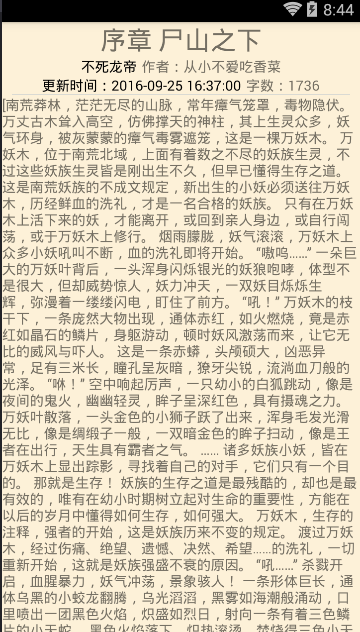 8:44
序章 尸山之下
不死龙帝 作者：从小不爱吃香菜
更新时间：2016-09-25 16:37:00 字数：1736
[南荒莽林，茫茫无尽的山脉，常年瘴气笼罩，毒物隐伏。
万丈古木耸入高空，仿佛撑天的神柱，其上生灵众多，妖
气环身，被灰蒙蒙的瘴气毒雾遮笼，这是一棵万妖木。 万
妖木，位于南荒北域，上面有着数之不尽的妖族生灵，不
过这些妖族生灵皆是刚出生不久，但早已懂得生存之道。
这是南荒妖族的不成文规定，新出生的小妖必须送往万妖
木，历经鲜血的洗礼，才是一名合格的妖族。 只有在万妖
木上活下来的妖，才能离开，或回到亲人身边，或自行闯
荡，或于万妖木上修行。 烟雨朦胧，妖气滚滚，万妖木上
众多小妖吼叫不断，血的洗礼即将开始。 “嗷呜......” 一朵巨
大的万妖叶背后，一头浑身闪烁银光的妖狼咆哮，体型不
是很大，但却威势惊人，妖力冲天，一双妖目烁烁生
辉，弥漫着一缕缕闪电，盯住了前方。 “吼！” 万妖木的枝
干下，一条庞然大物出现，通体赤红，如火燃烧，竟是赤
红如晶石的鳞片，身躯游动，顿时妖风激荡而来，让它无
比的威风与吓人。 这是一条赤蟒，头颅硕大，凶恶异
常，足有三米长，瞳孔呈灰暗，獠牙尖锐，流淌血刀般的
光泽。 “咻！” 空中响起厉声，一只幼小的白狐跳动，像是
夜间的鬼火，幽幽轻灵，眸子呈深红色，具有摄魂之力。
万妖叶散落，一头金色的小狮子跃了出来，浑身毛发光滑
无比，像是绸缎子一般，一双暗金色的眸子扫动，像是王
者在出行，天生具有霸者之气。 ...... 诸多妖族小妖，皆在
万妖木上显出踪影，寻找着自己的对手，它们只有一个目
的。 那就是生存！ 妖族的生存之道是最残酷的，却也是最
有效的，唯有在幼小时期树立起对生命的重要性，方能在
以后的岁月中懂得如何生存，如何强大。 万妖木，生存的
注释，强者的开始，这是妖族历来不变的规定。 渡过万妖
木，经过伤痛、绝望、遗憾、决然、希望......的洗礼，一切
重新开始，这就是妖族强盛不衰的原因。 “吼......” 杀戮开
启，血腥暴力，妖气冲荡，景象骇人！ 一条形体巨长，通
体乌黑的小蛟龙翻腾，乌光滔滔，黑雾如海潮般涌动，口
里喷出一团黑色火焰，炽盛如烈日，射向一条有着三色鳞
片的小天蛇。 黑色火焰落下，炽热滚烫，焚烧得三色小天